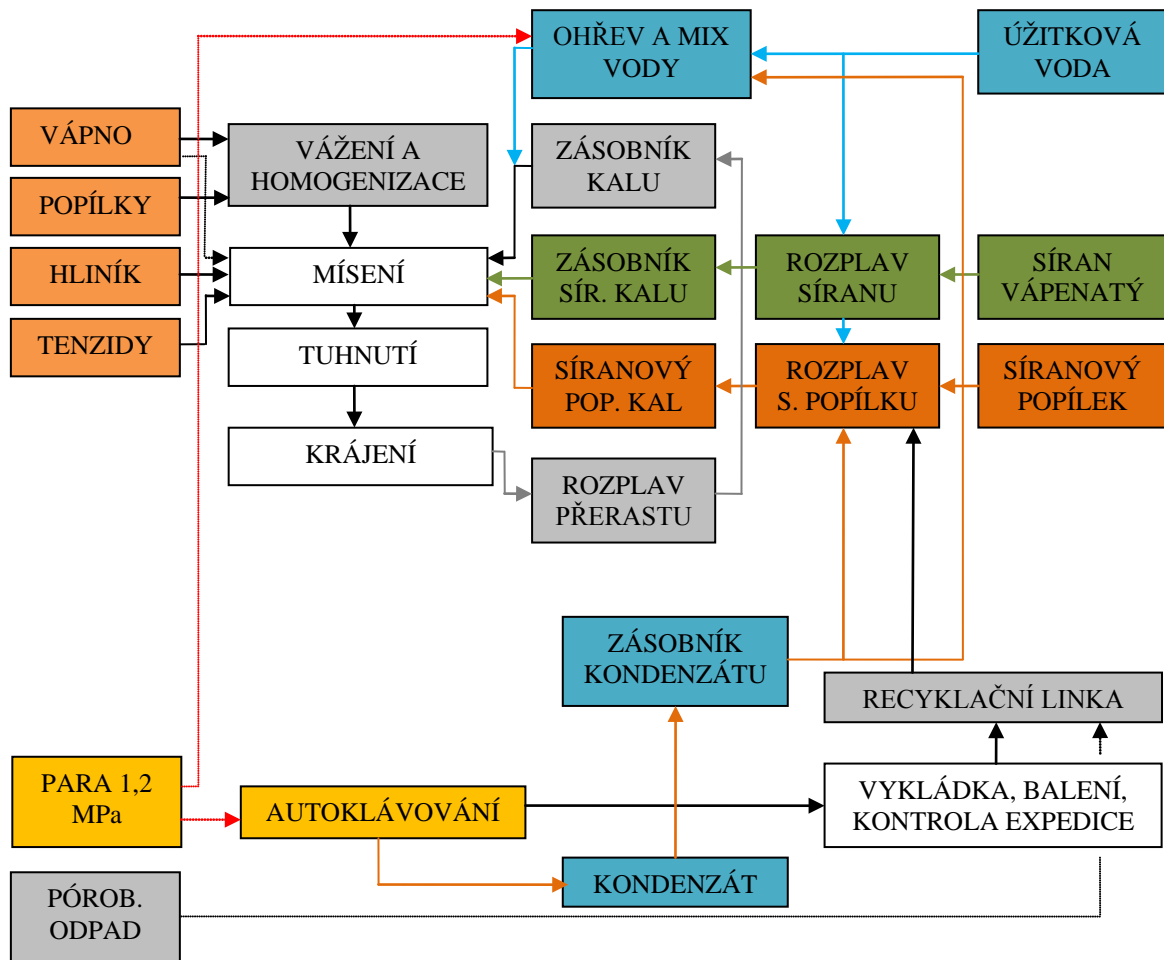 OHŘEV A MIX
VODY
ÚŽITKOVÁ
VODA
VÁPNO
VÁŽENÍ A
HOMOGENIZACE
ZÁSOBNÍK
KALU
POPÍLKY
HLINÍK
MÍSENÍ
ZÁSOBNÍK
SÍR. KALU
ROZPLAV
SÍRANU
SÍRAN
VÁPENATÝ
TENZIDY
TUHNUTÍ
SÍRANOVÝ
POP. KAL
ROZPLAV
S. POPÍLKU
SÍRANOVÝ
POPÍLEK
KRÁJENÍ
ROZPLAV
PŘERASTU
ZÁSOBNÍK
KONDENZÁTU
RECYKLAČNÍ LINKA
PARA 1,2
MPa
AUTOKLÁVOVÁNÍ
VYKLÁDKA, BALENÍ,
KONTROLA EXPEDICE
KONDENZÁT
PÓROB.
ODPAD